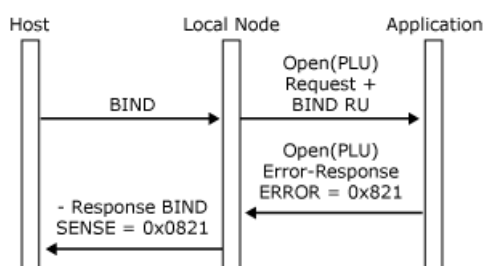 Host
Local Node
Application
BIND
Open(PLU)
Request +
BIND RU
Open(PLU)
Error-Response
ERROR = 0x821
- Response BIND
SENSE = 0x0821